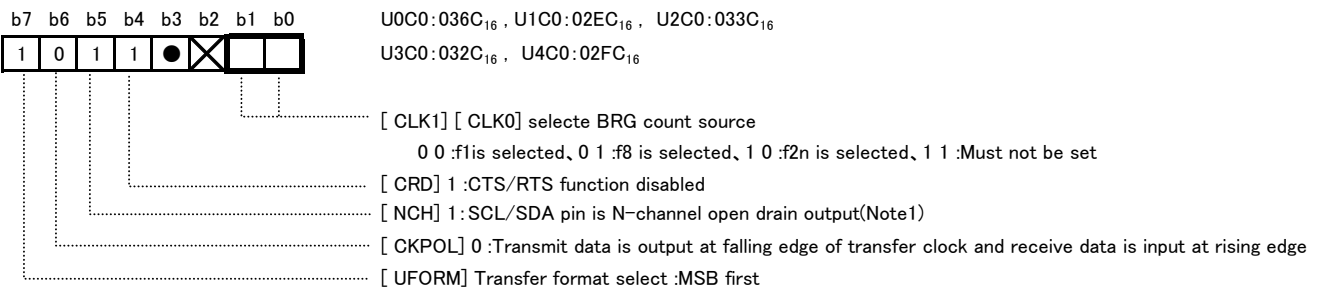 b7 b6 b5 b4 b3 b2 b1 b0
U0C0:036C₁₆ , U1C0:02EC₁₆ , U2C0:033C₁₆
1 0 1 1 ●
U3C0:032C₁₆ , U4C0:02FC₁₆
[ CLK1] [ CLK0] selecte BRG count source
0 0 :f1is selected、0 1 :f8 is selected、1 0 :f2n is selected、1 1 :Must not be set
[ CRD] 1 :CTS/RTS function disabled
[ NCH] 1:SCL/SDA pin is N-channel open drain output(Note1)
[ CKPOL] 0 :Transmit data is output at falling edge of transfer clock and receive data is input at rising edge
[ UFORM] Transfer format select :MSB first